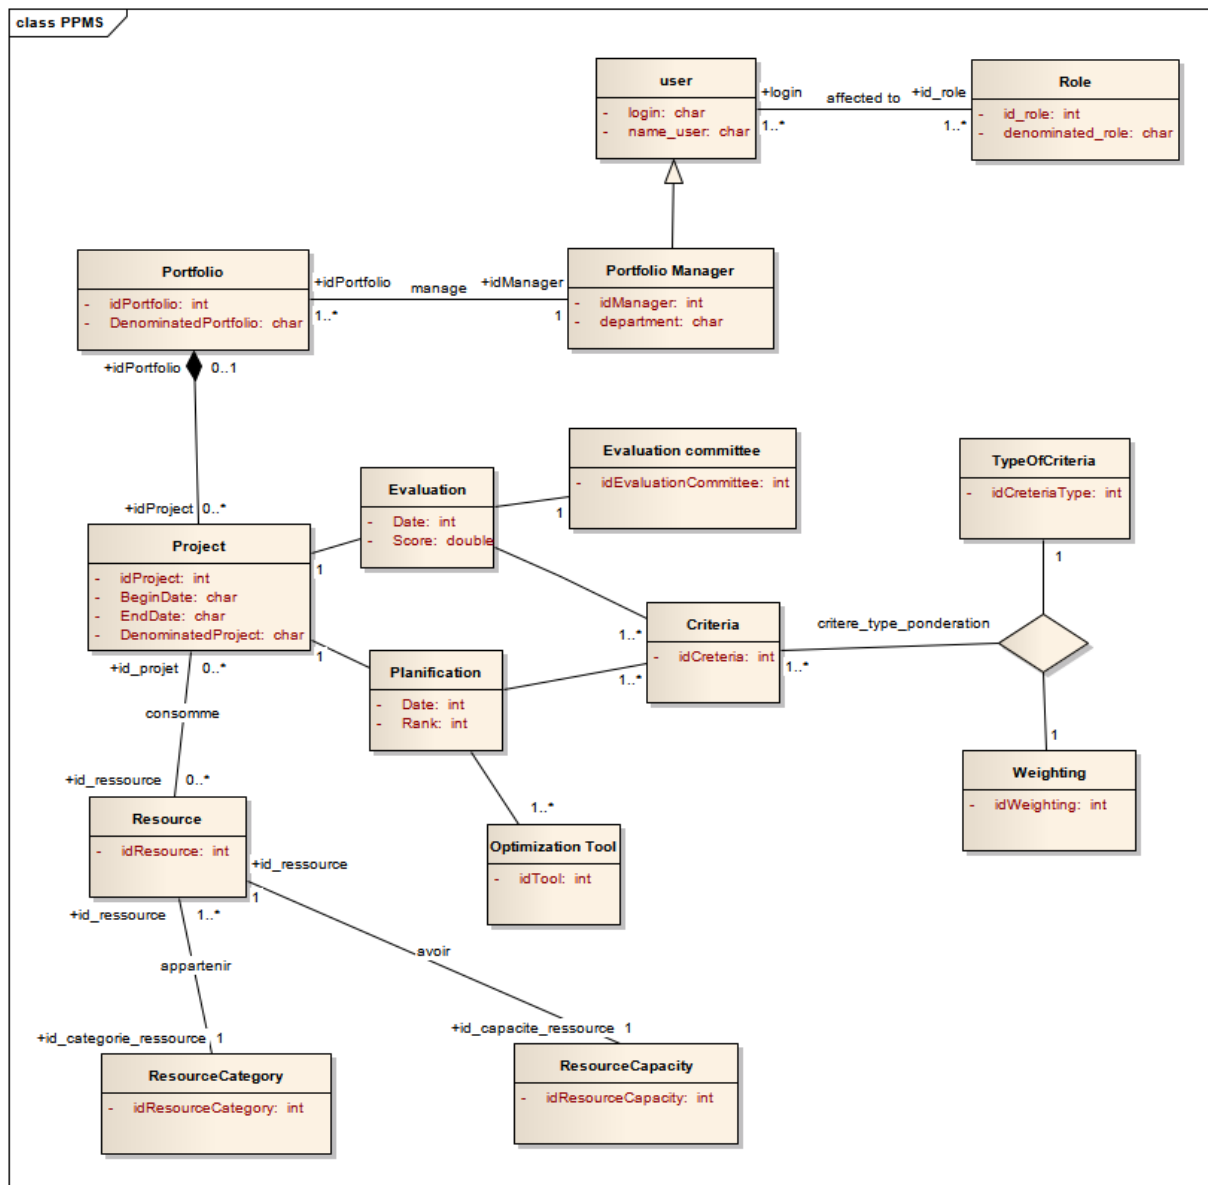 class PPMS
user
- login: char
- name_user: char
+login
1..*
affected to
+id_role
1..*
Role
- id_role: int
- denominated_role: char
Portfolio
- idPortfolio: int
- DenominatedPortfolio: char
+idPortfolio
1..*
manage
+idManager
1
Portfolio Manager
- idManager: int
- department: char
+idPortfolio
0..1
+idProject
0..*
Project
- idProject: int
- BeginDate: char
- EndDate: char
- DenominatedProject: char
1
1
Evaluation
- Date: int
- Score: double
1
Evaluation committee
- idEvaluationCommittee: int
1..*
Criteria
- idCreteria: int
1..*
1..*
critere_type_ponderation
TypeOfCriteria
- idCreteriaType: int
1
1
Weighting
- idWeighting: int
Planification
- Date: int
- Rank: int
1..*
Optimization Tool
- idTool: int
+id_projet
0..*
consomme
+id_ressource
0..*
Resource
- idResource: int
+id_ressource
1
+id_ressource
1..*
avoir
appartenir
+id_categorie_ressource 1
+id_capacite_ressource 1
ResourceCategory
- idResourceCategory: int
ResourceCapacity
- idResourceCapacity: int